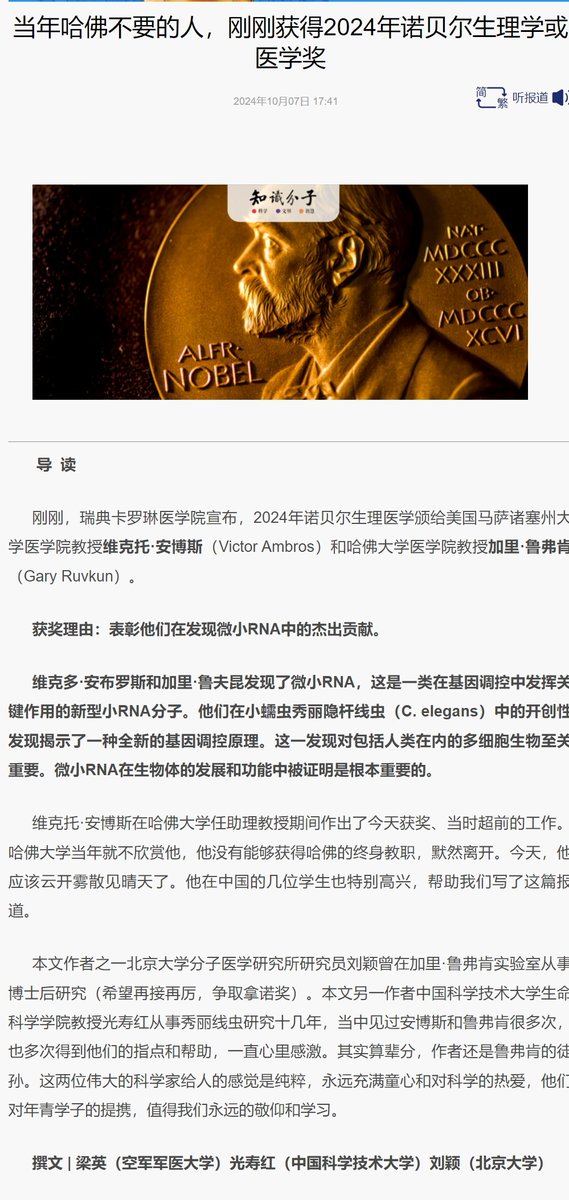 当年哈佛不要的人，刚刚获得2024年诺贝尔生理学或
医学奖
2024年10月07日 17:41
简
繁
听报道
知识分子
科学 文明 智慧
NAT-
MDCCC
XXXIII
OB-
MDCCC
XCVI
ALFR-
NOBEL
导 读
刚刚，瑞典卡罗琳医学院宣布，2024年诺贝尔生理医学颁给美国马萨诸塞州大
学医学院教授维克托·安博斯（Victor Ambros）和哈佛大学医学院教授加里·鲁弗肯
（Gary Ruvkun）。
获奖理由：表彰他们在发现微小RNA中的杰出贡献。
维克多·安布罗斯和加里·鲁夫昆发现了微小RNA，这是一类在基因调控中发挥关
键作用的新型小RNA分子。他们在小蠕虫秀丽隐杆线虫（C. elegans）中的开创性
发现揭示了一种全新的基因调控原理。这一发现对包括人类在内的多细胞生物至关
重要。微小RNA在生物体的发展和功能中被证明是根本重要的。
维克托·安博斯在哈佛大学任助理教授期间作出了今天获奖、当时超前的工作。
哈佛大学当年就不欣赏他，他没有能够获得哈佛的终身教职，默然离开。今天，他
应该云开雾散见晴天了。他在中国的几位学生也特别高兴，帮助我们写了这篇报
道。
本文作者之一北京大学分子医学研究所研究员刘颖曾在加里·鲁弗肯实验室从事
博士后研究（希望再接再厉，争取拿诺奖）。本文另一作者中国科学技术大学生命
科学学院教授光寿红从事秀丽线虫研究十几年，当中见过安博斯和鲁弗肯很多次，
也多次得到他们的指点和帮助，一直心里感激。其实算辈分，作者还是鲁弗肯的徒
孙。这两位伟大的科学家给人的感觉是纯粹，永远充满童心和对科学的热爱，他们
对年青学子的提携，值得我们永远的敬仰和学习。
撰文 | 梁英（空军军医大学）光寿红（中国科学技术大学）刘颖（北京大学）